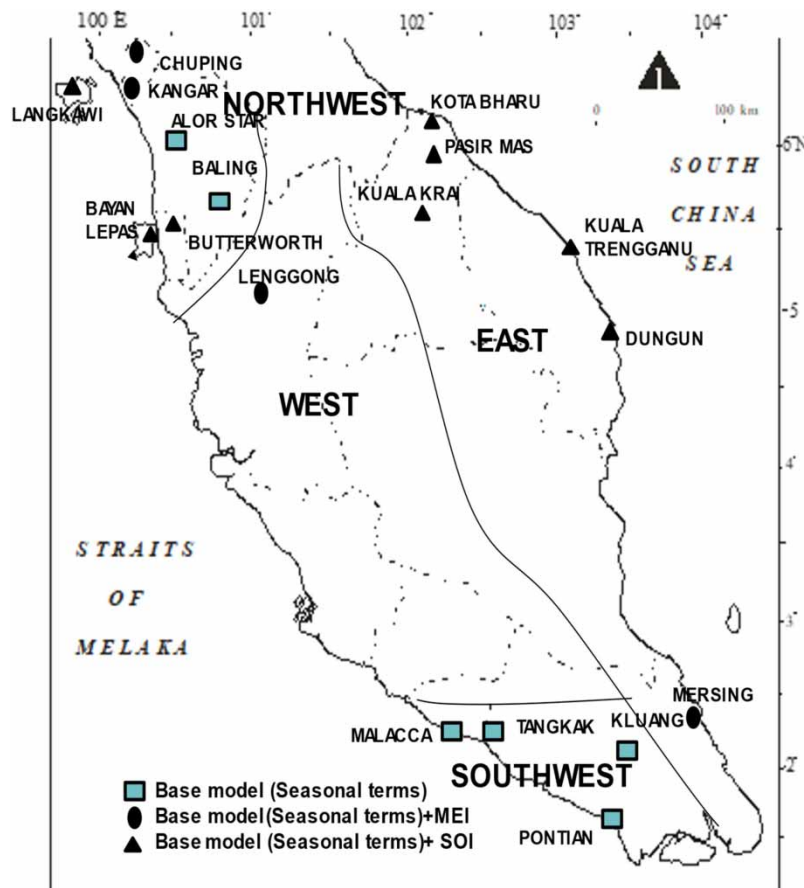 100 E
101°
102°
103°
104°
CHUPING
KANGAR
LANGKAWI
NORTHWEST
ALOR STAR
KOTA BHARU
0 100 km
PASIR MAS
6°N
BALING
SOUTH
CHINA
SEA
KUALA KRAI
BAYAN
LEPAS
BUTTERWORTH
KUALA
TRENGGANU
LENGGONG
5°
EAST
DUNGUN
WEST
4°
STRAITS
OF
MELAKA
3°
MERSING
MALACCA
TANGKAK
KLUANG
2°
SOUTHWEST
Base model (Seasonal terms)
Base model(Seasonal terms)+MEI
Base model(Seasonal terms)+ SOI
PONTIAN